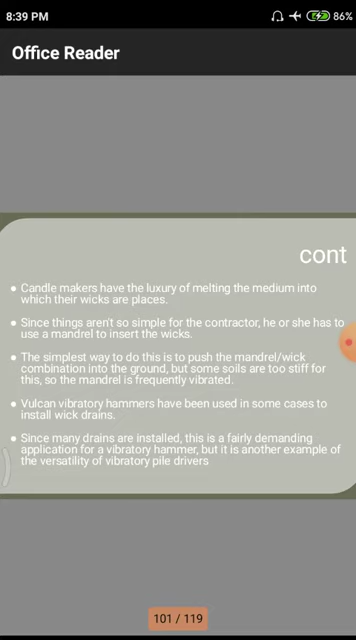 8:39 PM
86%
Office Reader
cont
● Candle makers have the luxury of melting the medium into
which their wicks are places.
● Since things aren't so simple for the contractor, he or she has to
use a mandrel to insert the wicks.
● The simplest way to do this is to push the mandrel/wick
combination into the ground, but some soils are too stiff for
this, so the mandrel is frequently vibrated.
● Vulcan vibratory hammers have been used in some cases to
install wick drains.
● Since many drains are installed, this is a fairly demanding
application for a vibratory hammer, but it is another example of
the versatility of vibratory pile drivers
101 / 119